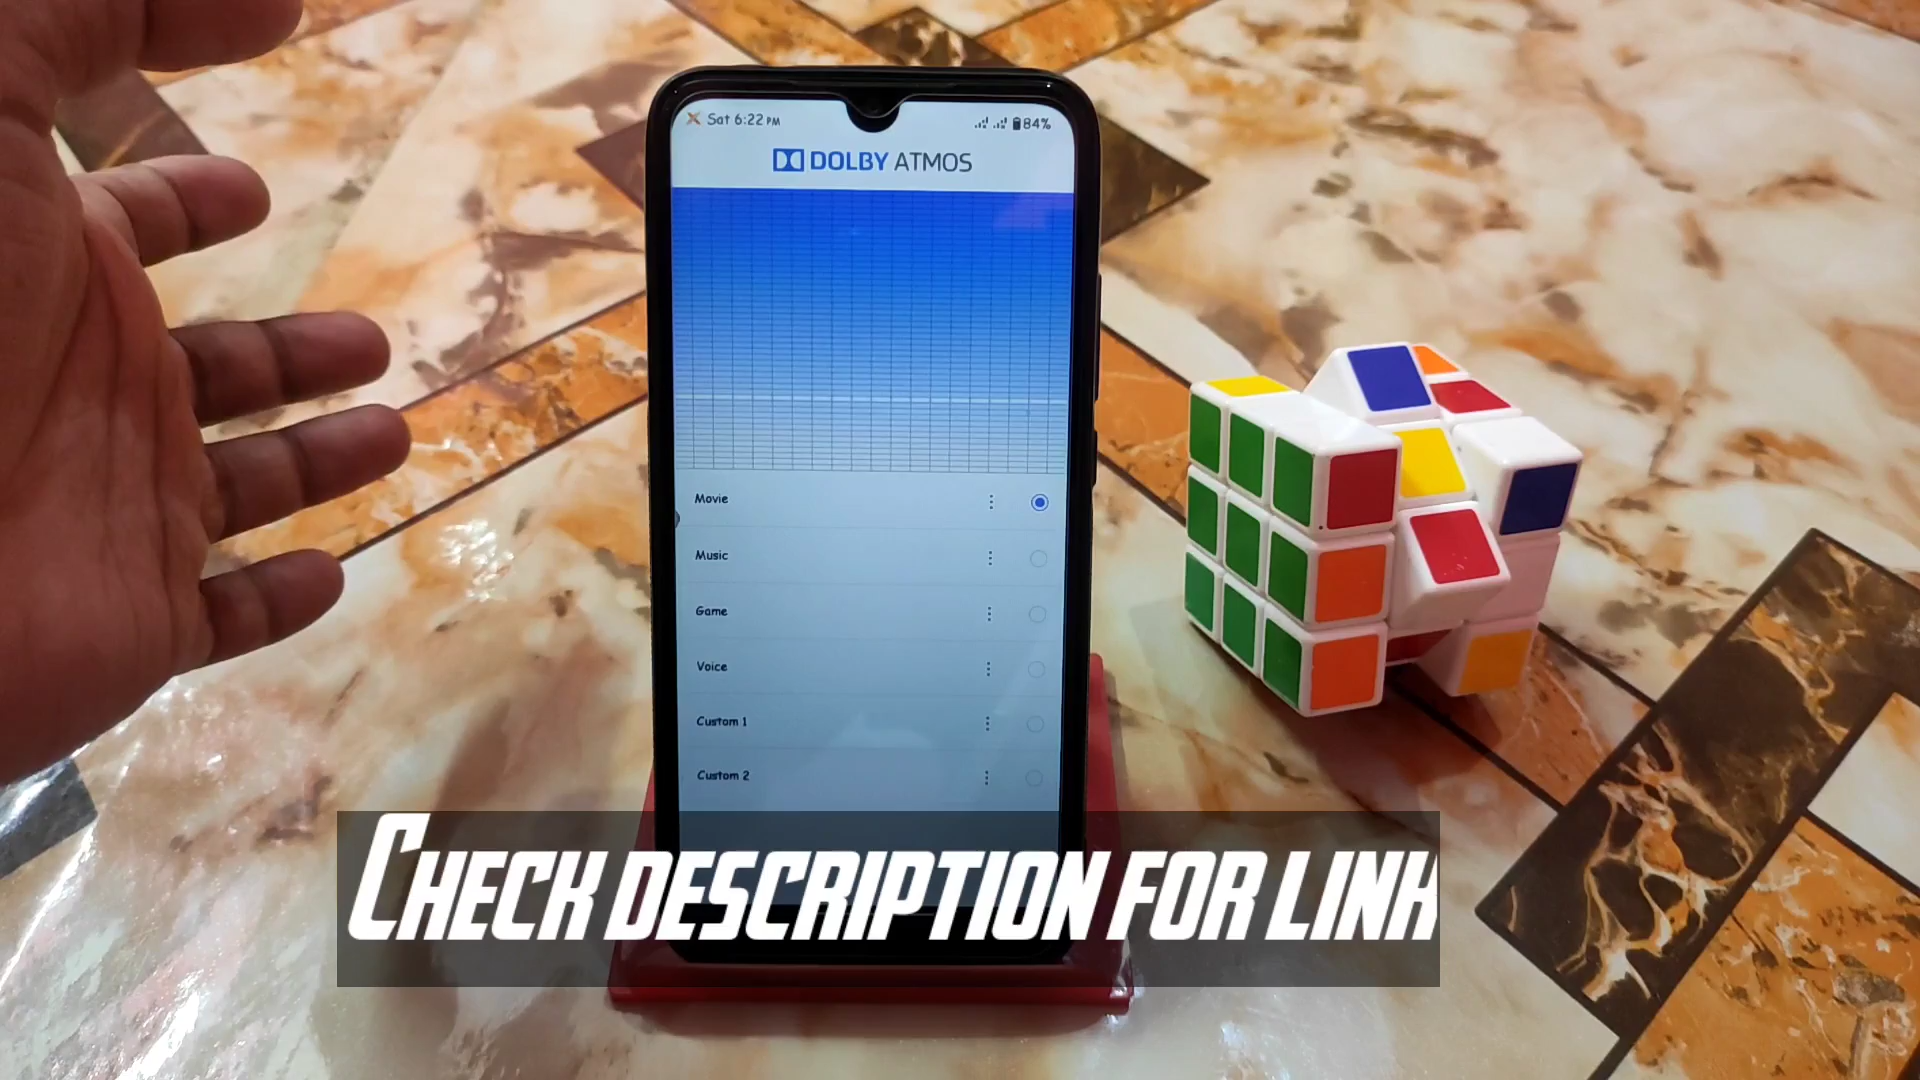 Sat 6:22 PM
84%
DOLBY ATMOS
Movie
Music
Game
Voice
Custom 1
Custom 2
CHECK DESCRIPTION FOR LINK